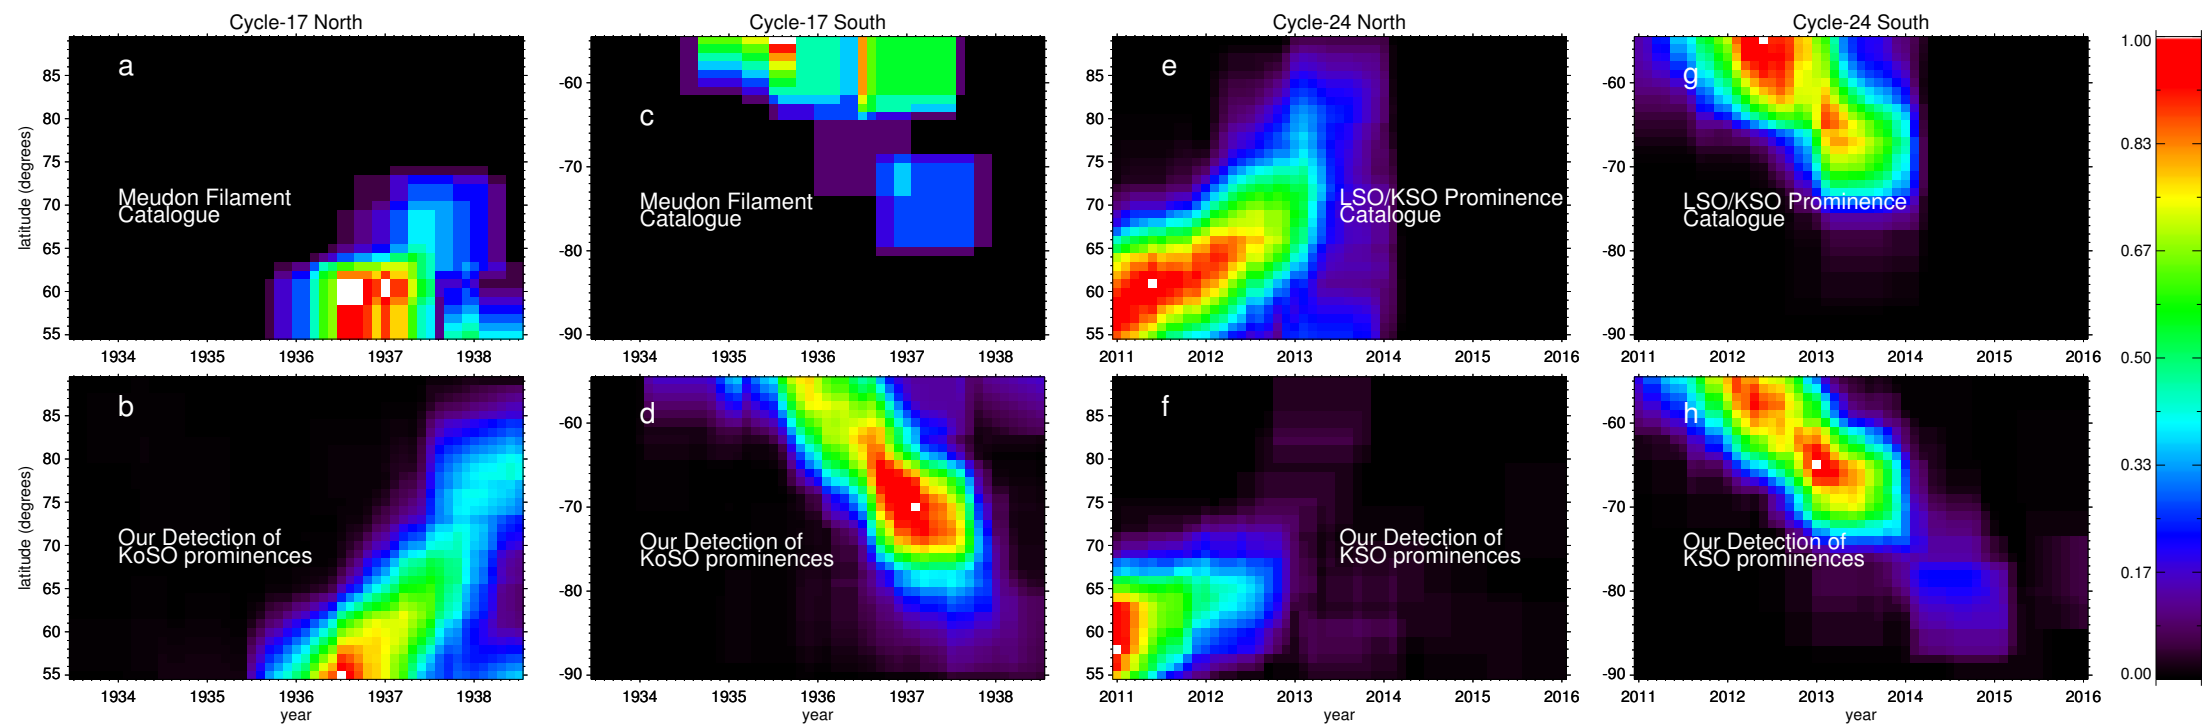 Cycle-17 North
Cycle-17 South
Cycle-24 North
Cycle-24 South
a
Meudon Filament
Catalogue
latitude (degrees)
85
80
75
70
65
60
55
1934 1935 1936 1937 1938
c
Meudon Filament
Catalogue
-60
-70
-80
-90
1934 1935 1936 1937 1938
e
LSO/KSO Prominence
Catalogue
85
80
75
70
65
60
55
2011 2012 2013 2014 2015 2016
g
LSO/KSO Prominence
Catalogue
-60
-70
-80
-90
2011 2012 2013 2014 2015 2016
b
Our Detection of
KoSO prominences
latitude (degrees)
85
80
75
70
65
60
55
1934 1935 1936 1937 1938
year
d
Our Detection of
KoSO prominences
-60
-70
-80
-90
1934 1935 1936 1937 1938
year
f
Our Detection of
KSO prominences
85
80
75
70
65
60
55
2011 2012 2013 2014 2015 2016
year
h
Our Detection of
KSO prominences
-60
-70
-80
-90
2011 2012 2013 2014 2015 2016
year
1.00
0.83
0.67
0.50
0.33
0.17
0.00